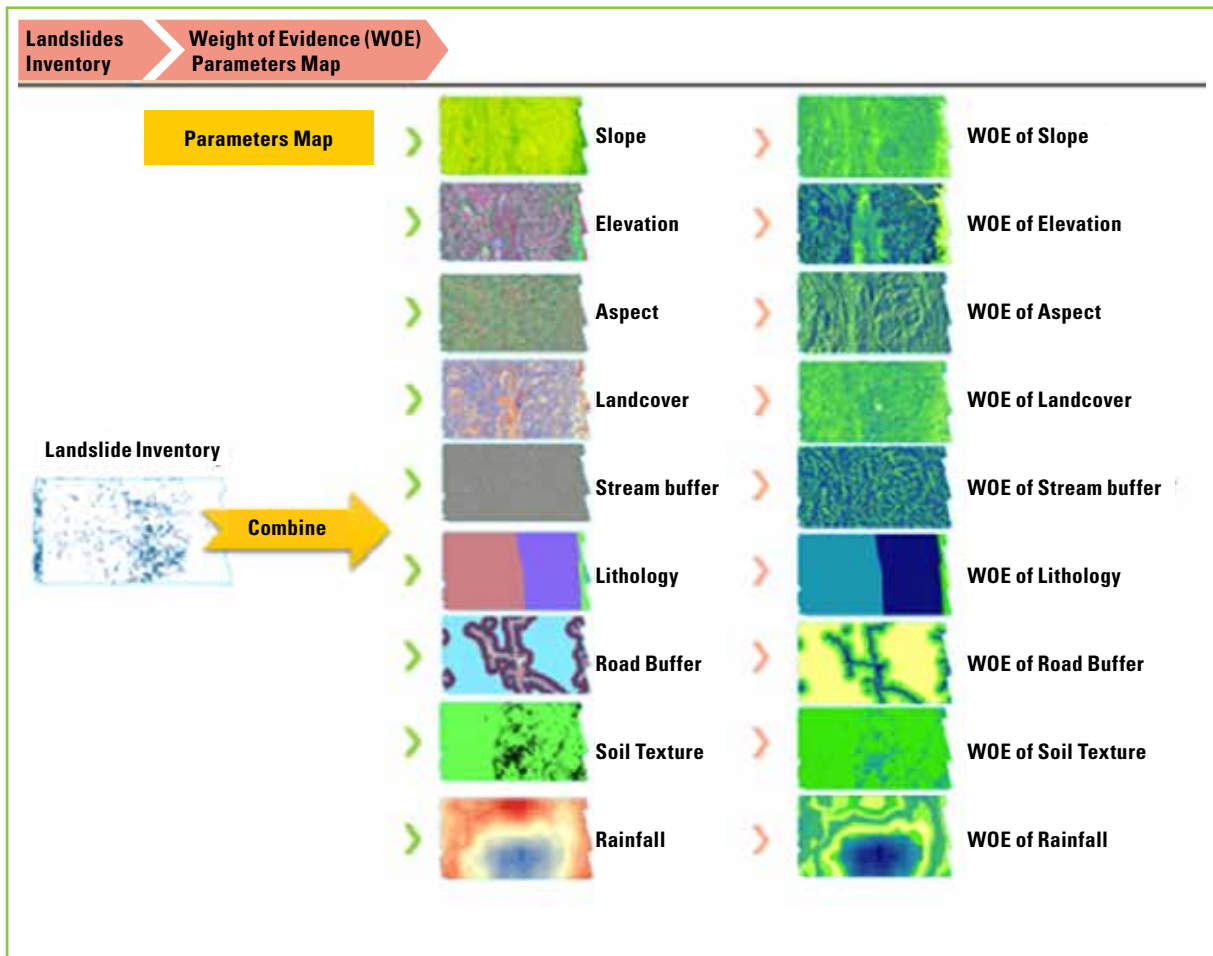 Landslides
Inventory
Weight of Evidence (WOE)
Parameters Map
Parameters Map
Slope
WOE of Slope
Elevation
WOE of Elevation
Aspect
WOE of Aspect
Landcover
WOE of Landcover
Landslide Inventory
Stream buffer
WOE of Stream buffer
Combine
Lithology
WOE of Lithology
Road Buffer
WOE of Road Buffer
Soil Texture
WOE of Soil Texture
Rainfall
WOE of Rainfall